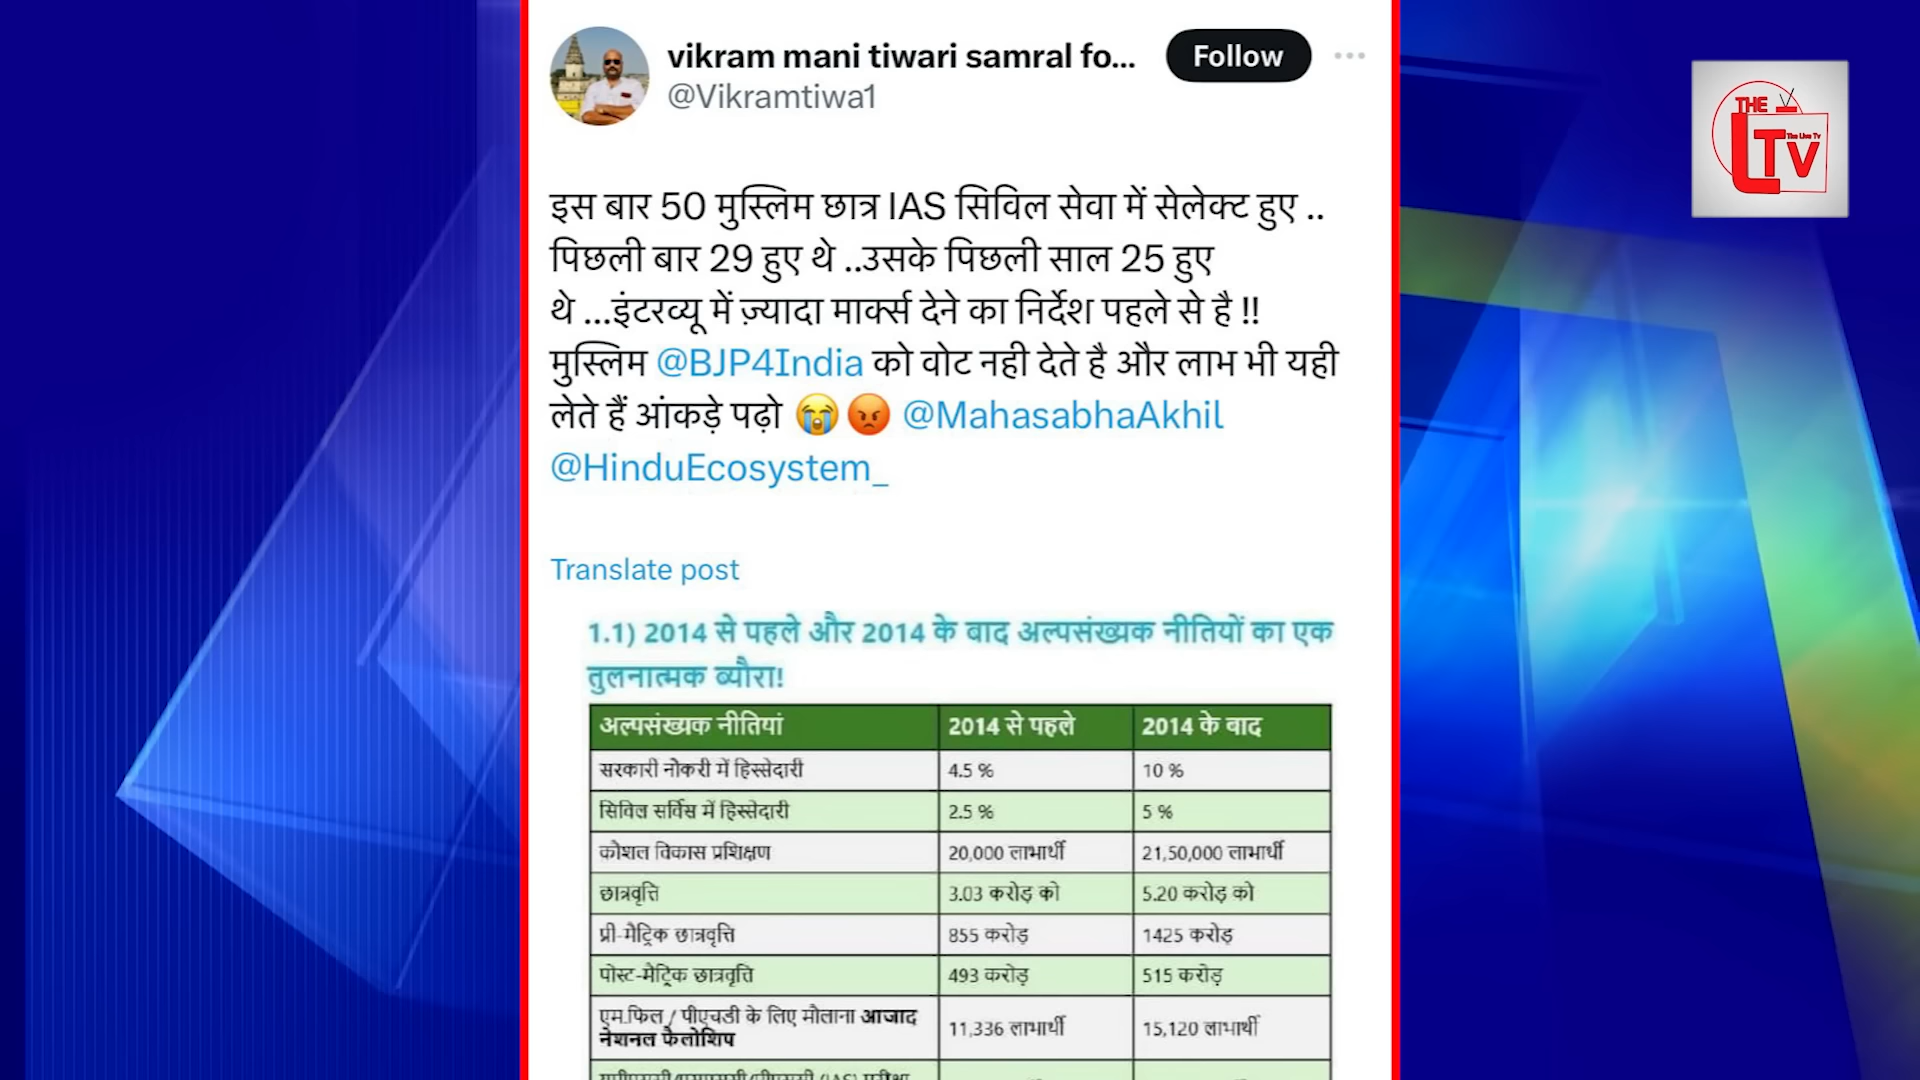 vikram mani tiwari samral fo...
Follow
@Vikramtiwa1
THE
LTV
The Live Tv
इस बार 50 मुस्लिम छात्र IAS सिविल सेवा में सेलेक्ट हुए ..
पिछली बार 29 हुए थे ..उसके पिछली साल 25 हुए
थे ...इंटरव्यू में ज़्यादा मार्क्स देने का निर्देश पहले से है !!
मुस्लिम @BJP4India को वोट नही देते है और लाभ भी यही
लेते हैं आंकड़े पढ़ो 😭😡 @MahasabhaAkhil
@HinduEcosystem_
Translate post
1.1) 2014 से पहले और 2014 के बाद अल्पसंख्यक नीतियों का एक
तुलनात्मक ब्यौरा!
अल्पसंख्यक नीतियां 2014 से पहले 2014 के बाद
सरकारी नौकरी में हिस्सेदारी 4.5 % 10 %
सिविल सर्विस में हिस्सेदारी 2.5 % 5 %
कौशल विकास प्रशिक्षण 20,000 लाभार्थी 21,50,000 लाभार्थी
छात्रवृत्ति 3.03 करोड़ को 5.20 करोड़ को
प्री-मैट्रिक छात्रवृत्ति 855 करोड़ 1425 करोड़
पोस्ट-मैट्रिक छात्रवृत्ति 493 करोड़ 515 करोड़
एम.फिल / पीएचडी के लिए मौलाना आजाद
नेशनल फैलोशिप 11,336 लाभार्थी 15,120 लाभार्थी